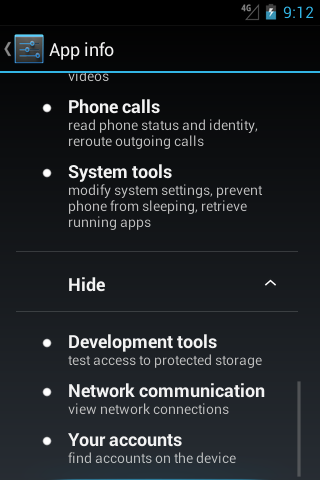 4G 9:12
App info
videos
Phone calls
read phone status and identity,
reroute outgoing calls
System tools
modify system settings, prevent
phone from sleeping, retrieve
running apps
Hide
Development tools
test access to protected storage
Network communication
view network connections
Your accounts
find accounts on the device